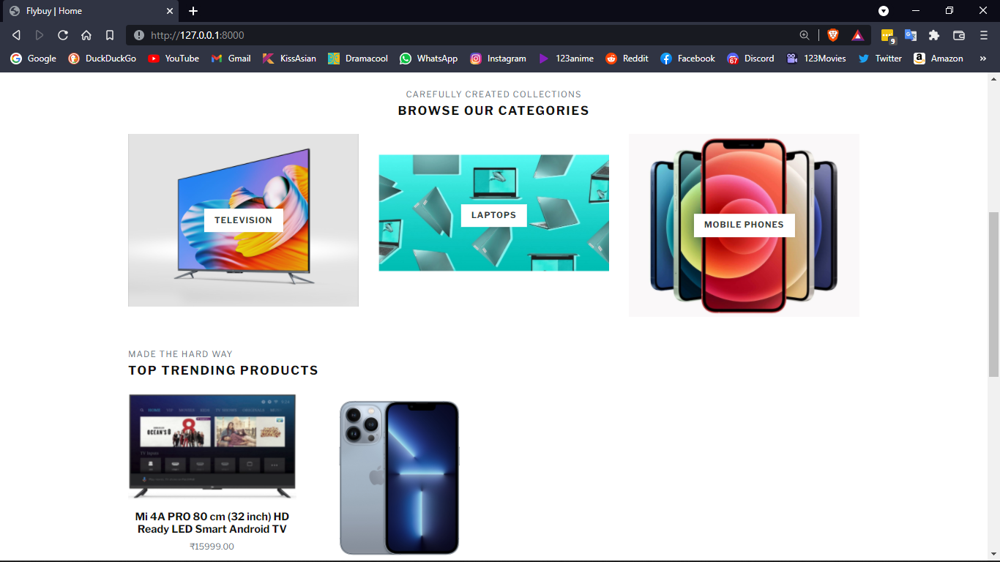 Flybuy | Home
http://127.0.0.1:8000
9
Google
DuckDuckGo
YouTube
Gmail
KissAsian
Dramacool
WhatsApp
Instagram
123anime
Reddit
Facebook
67
Discord
123Movies
Twitter
Amazon
»
CAREFULLY CREATED COLLECTIONS
BROWSE OUR CATEGORIES
TELEVISION
LAPTOPS
MOBILE PHONES
MADE THE HARD WAY
TOP TRENDING PRODUCTS
HOME
OCEAN'S 8
Mi 4A PRO 80 cm (32 inch) HD
Ready LED Smart Android TV
₹15999.00